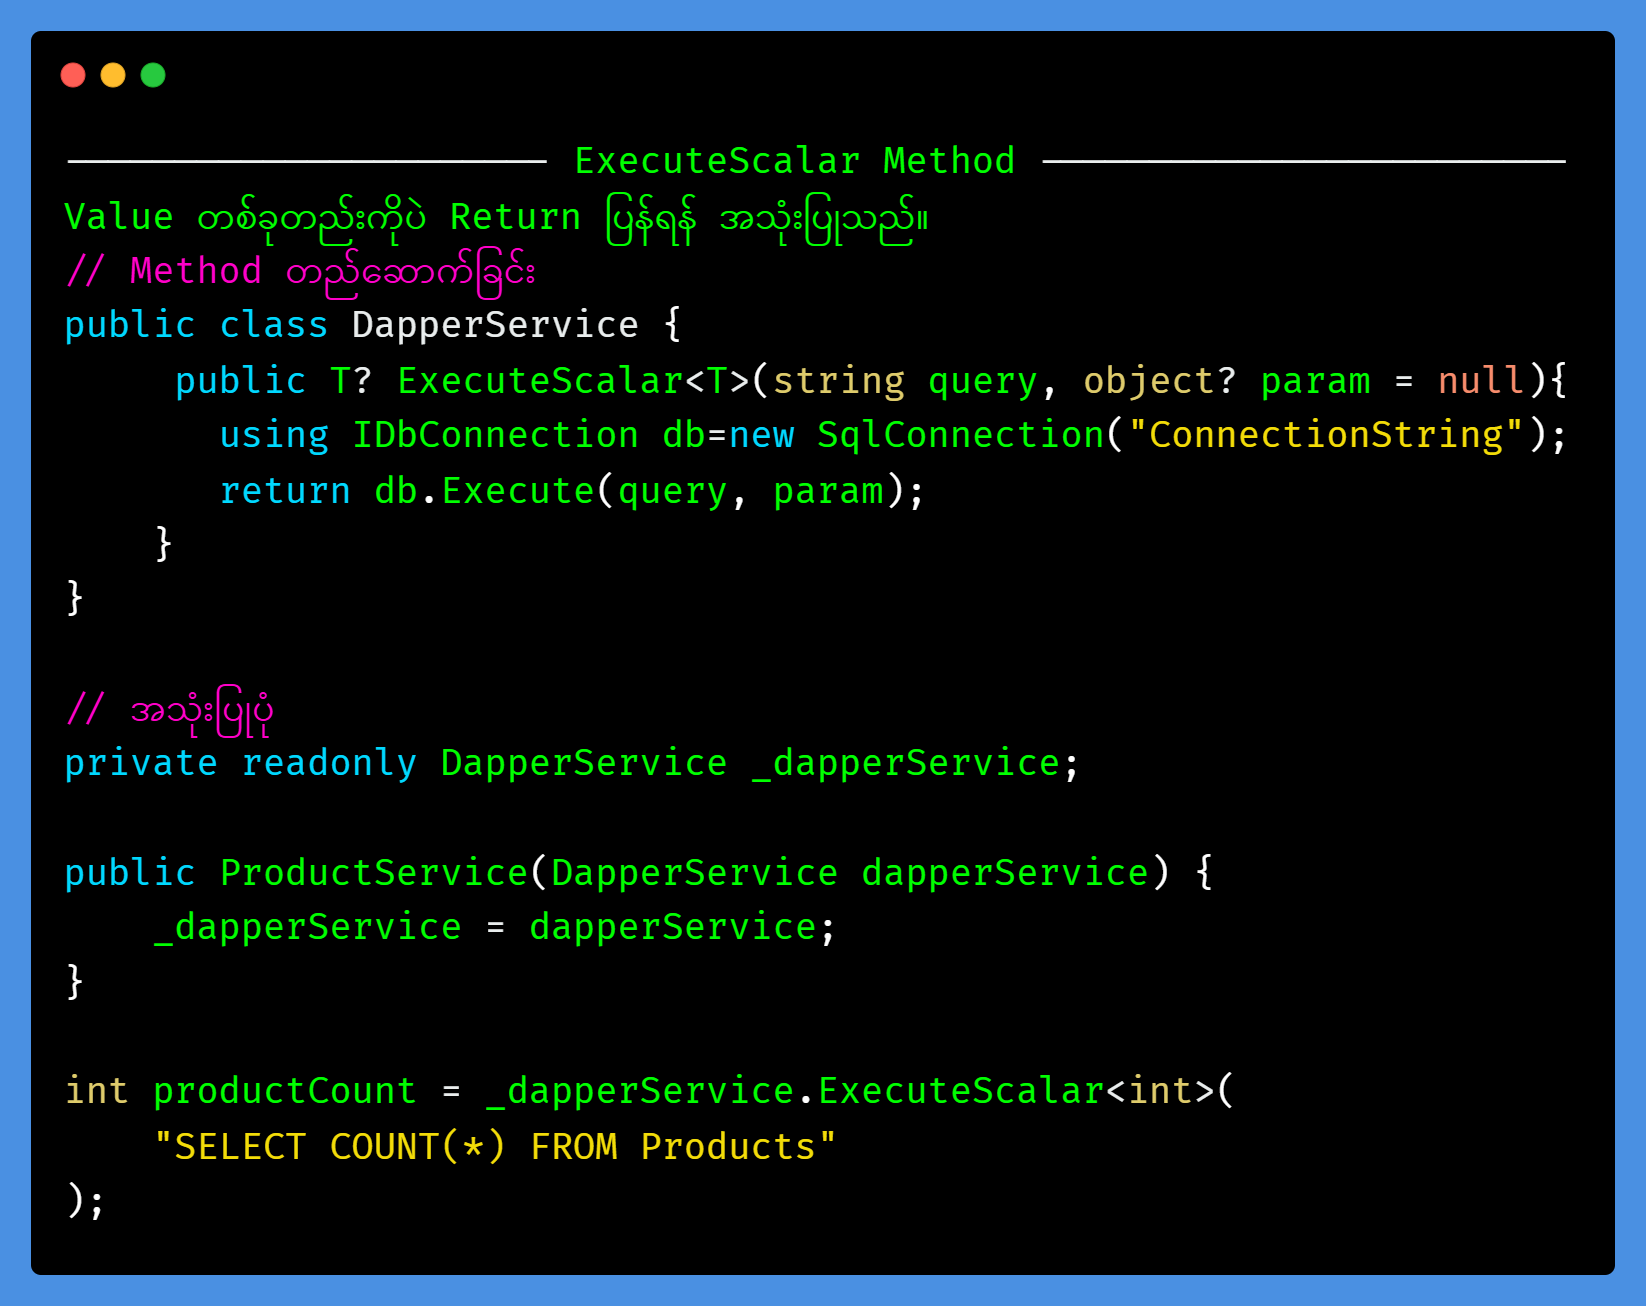 ExecuteScalar Method
Value တစ်ခုတည်းကိုပဲ Return ပြန်ရန် အသုံးပြုသည်။
// Method တည်ဆောက်ခြင်း
public class DapperService {
public T? ExecuteScalar<T>(string query, object? param = null){
using IDbConnection db=new SqlConnection("ConnectionString");
return db.Execute(query, param);
}
}
// အသုံးပြုပုံ
private readonly DapperService _dapperService;
public ProductService(DapperService dapperService) {
_dapperService = dapperService;
}
int productCount = _dapperService.ExecuteScalar<int>(
"SELECT COUNT(*) FROM Products"
);